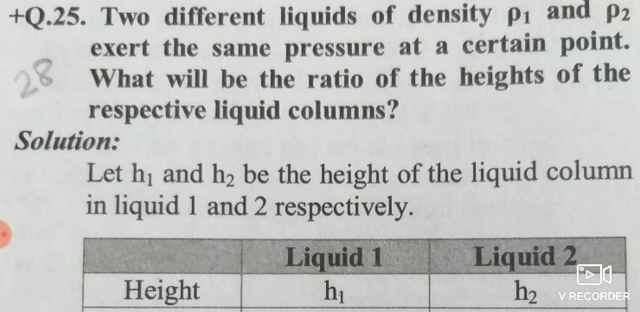 +Q.25. Two different liquids of density ρ₁ and ρ₂
exert the same pressure at a certain point.
28 What will be the ratio of the heights of the
respective liquid columns?
Solution:
Let h₁ and h₂ be the height of the liquid column
in liquid 1 and 2 respectively.
Liquid 1 Liquid 2
Height h₁ h₂
V RECORDER